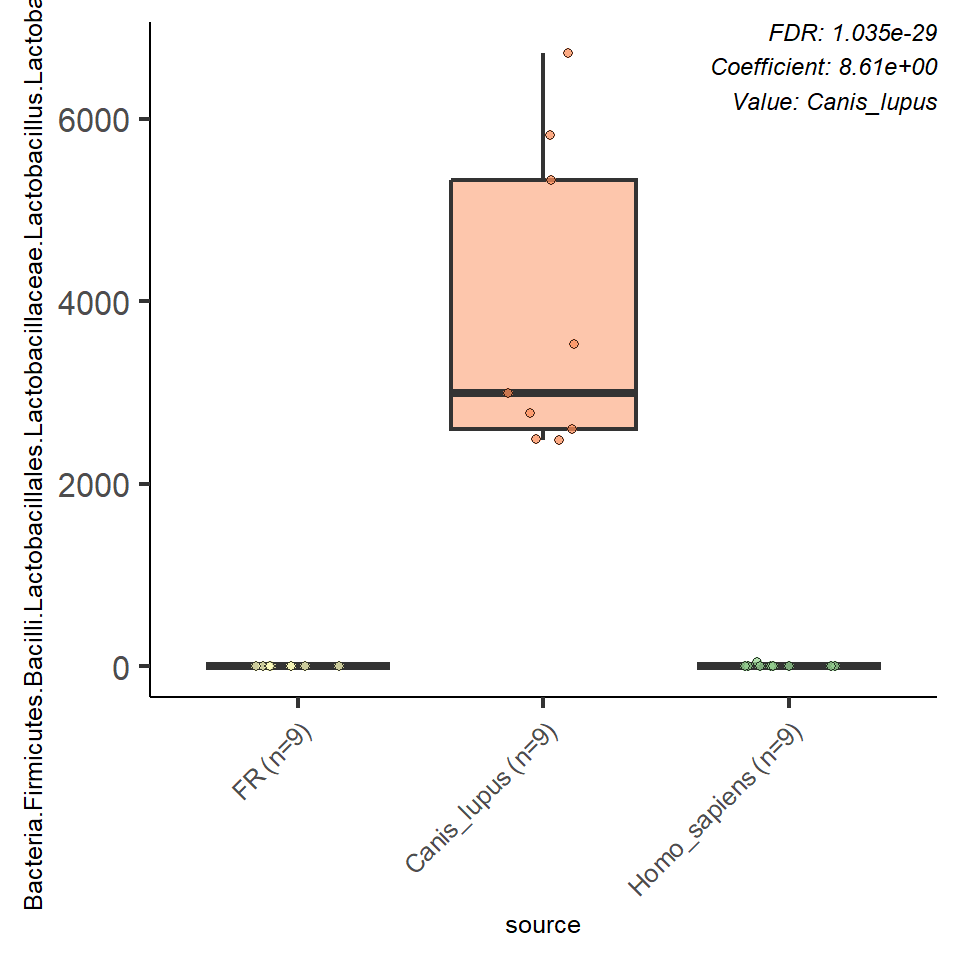 FDR: 1.035e-29
Coefficient: 8.61e+00
Value: Canis_lupus
Bacteria.Firmicutes.Bacilli.Lactobacillales.Lactobacillaceae.Lactobacillus.Lactoba
6000
4000
2000
0
FR (n=9)
Canis_lupus (n=9)
Homo_sapiens (n=9)
source